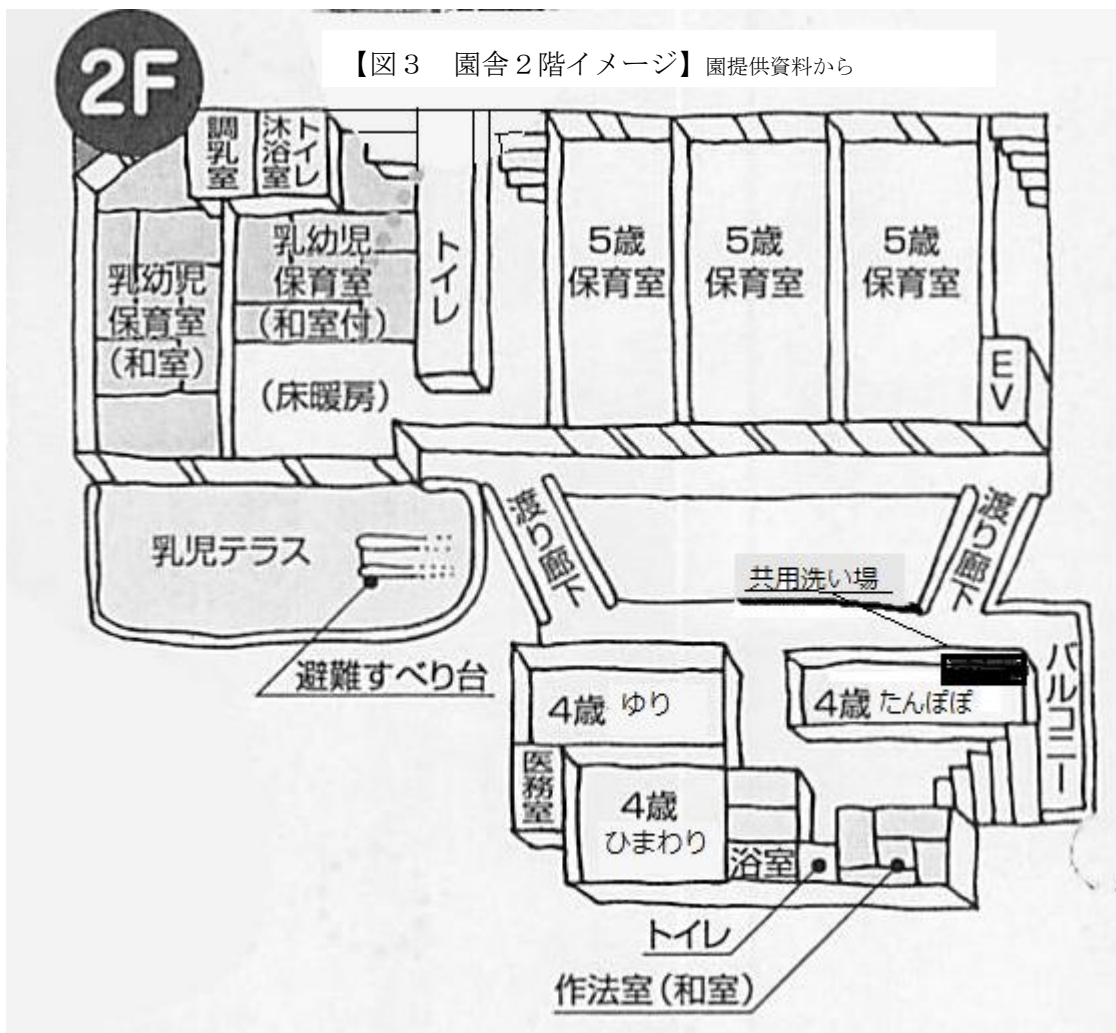 2F
【図3 園舎2階イメージ】園提供資料から
調乳室
沐浴室
トイレ
乳幼児
保育室
(和室)
乳幼児
保育室
(和室付)
(床暖房)
トイレ
5歳
保育室
5歳
保育室
5歳
保育室
EV
乳児テラス
避難すべり台
渡り廊下
渡り廊下
共用洗い場
バルコニー
4歳 ゆり
4歳 たんぽぽ
医務室
4歳
ひまわり
浴室
トイレ
作法室(和室)